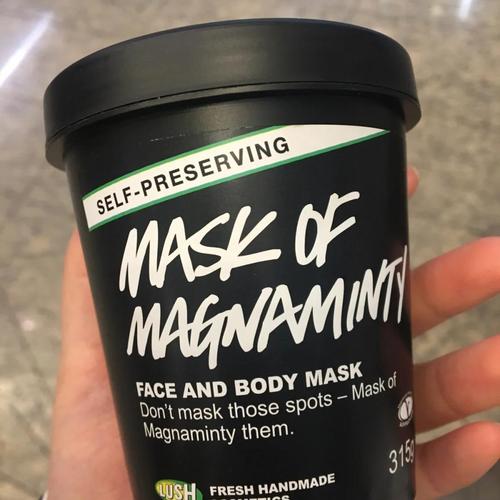 SELF-PRESERVING
MASK OF
MAGNAMINTY
FACE AND BODY MASK
Don't mask those spots – Mask of
Magnaminty them.
315g
LUSH
FRESH HANDMADE
COSMETICS